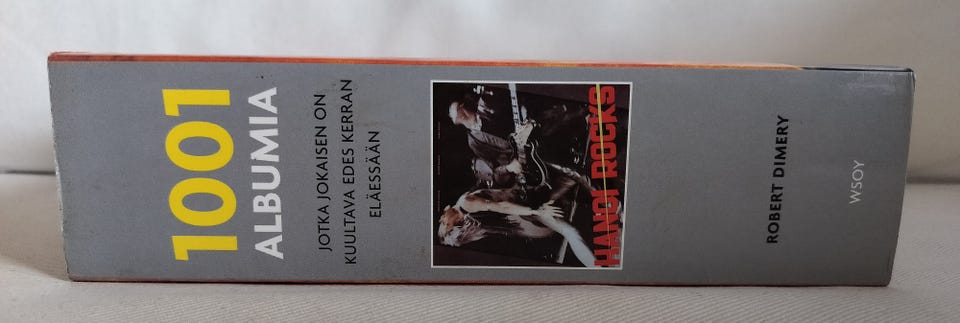 1001
ALBUMIA
JOTKA JOKAISEN ON
KUULTAVA EDES KERRAN
ELÄESSÄÄN
HANOI ROCKS
ROBERT DIMERY
WSOY